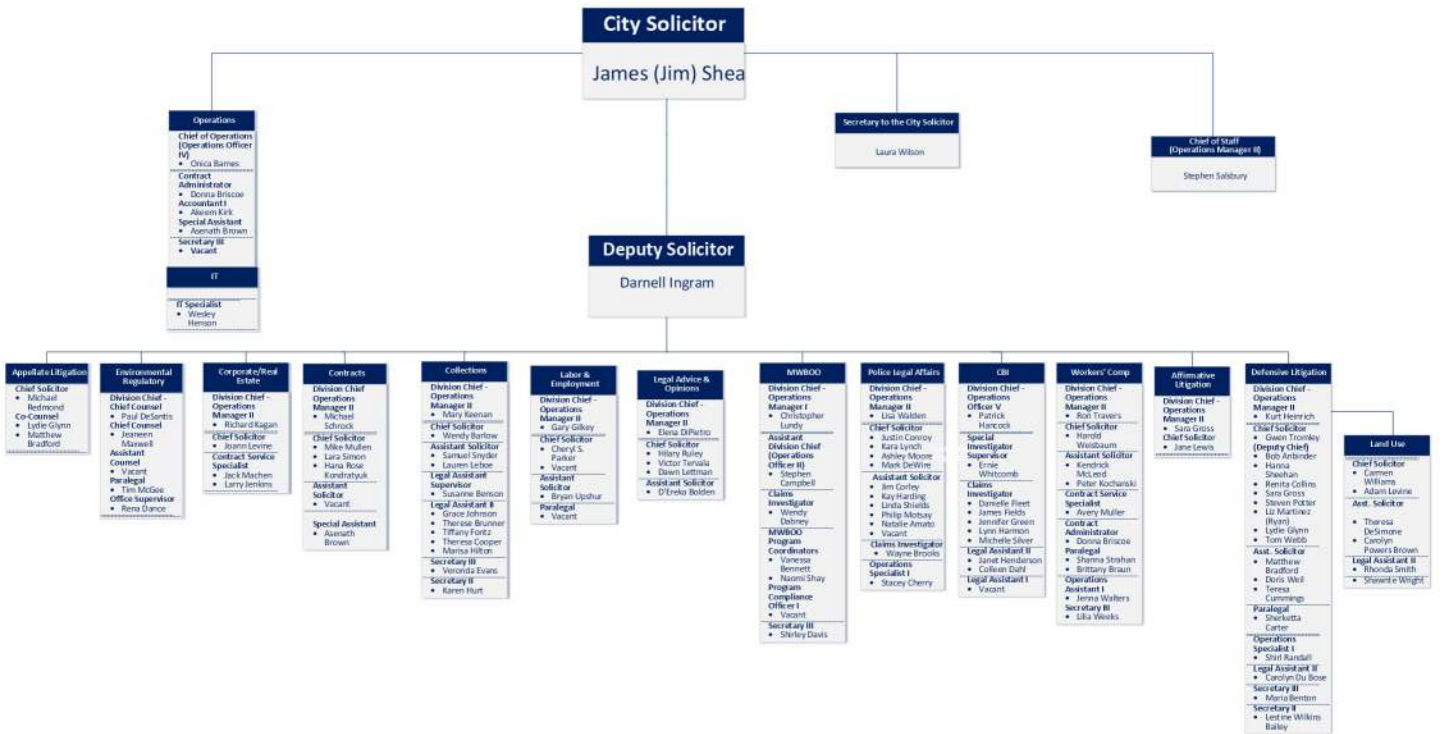 City Solicitor
James (Jim) Shea
Operations
Chief of Operations
(Operations Officer
IV)
• Onica Barnes
Contract
Administrator
• Donna Briscoe
Accountant I
• Akeem Kirk
Special Assistant
• Asenath Brown
Secretary III
• Vacant
IT
IT Specialist
• Wesley
Henson
Secretary to the City Solicitor
Laura Wilson
Chief of Staff
(Operations Manager II)
Stephen Salsbury
Deputy Solicitor
Darnell Ingram
Appellate Litigation
Chief Solicitor
• Michael
Redmond
Co-Counsel
• Lydie Glynn
• Matthew
Bradford
Environmental
Regulatory
Division Chief -
Chief Counsel
• Paul DeSantis
Chief Counsel
• Jeaneen
Maxwell
Assistant
Counsel
• Vacant
Paralegal
• Tim McGee
Office Supervisor
• Rena Dance
Corporate/Real
Estate
Division Chief -
Operations
Manager II
• Richard Kagan
Chief Solicitor
• Joann Levine
Contract Service
Specialist
• Jack Machen
• Larry Jenkins
Contracts
Division Chief
Operations
Manager II
• Michael
Schrock
Chief Solicitor
• Mike Mullen
• Lara Simon
• Hana Rose
Kondratyuk
Assistant
Solicitor
• Vacant
Special Assistant
• Asenath
Brown
Collections
Division Chief -
Operations
Manager II
• Mary Keenan
Chief Solicitor
• Wendy Barlow
Assistant Solicitor
• Samuel Snyder
• Lauren Leboe
Legal Assistant
Supervisor
• Susanne Benson
Legal Assistant II
• Grace Johnson
• Therese Brunner
• Tiffany Fontz
• Theresa Cooper
• Marisa Hilton
Secretary III
• Veronda Evans
Secretary II
• Karen Hurt
Labor &
Employment
Division Chief -
Operations
Manager II
• Gary Gilkey
Chief Solicitor
• Cheryl S.
Parker
• Vacant
Assistant
Solicitor
• Bryan Upshur
Paralegal
• Vacant
Legal Advice &
Opinions
Division Chief -
Operations
Manager II
• Elena DiPietro
Chief Solicitor
• Hilary Ruley
• Victor Tervala
• Dawn Lettman
Assistant Solicitor
• D'Ereka Bolden
MWBOO
Division Chief -
Operations
Manager I
• Christopher
Lundy
Assistant
Division Chief
(Operations
Officer II)
• Stephen
Campbell
Claims
Investigator
• Wendy
Dabney
MWBOO
Program
Coordinators
• Vanessa
Bennett
• Naomi Shay
Program
Compliance
Officer I
• Vacant
Secretary III
• Shirley Davis
Police Legal Affairs
Division Chief -
Operations
Manager II
• Lisa Walden
Chief Solicitor
• Justin Conroy
• Kara Lynch
• Ashley Moore
• Mark DeWire
Assistant Solicitor
• Jim Corley
• Kay Harding
• Linda Shields
• Philip Motsay
• Natalie Amato
• Vacant
Claims Investigator
• Wayne Brooks
Operations
Specialist I
• Stacey Cherry
CBI
Division Chief -
Operations
Officer V
• Patrick
Hancock
Special
Investigator
Supervisor
• Ernie
Whitcomb
Claims
Investigator
• Danielle Fleet
• James Fields
• Jennifer Green
• Lynn Harmon
• Michelle Silver
Legal Assistant II
• Janet Henderson
• Colleen Dahl
Legal Assistant I
• Vacant
Workers' Comp
Division Chief -
Operations
Manager II
• Ron Travers
Chief Solicitor
• Harold
Weisbaum
Assistant Solicitor
• Kendrick
McLeod
• Peter Kochanski
Contract Service
Specialist
• Avery Muller
Contract
Administrator
• Donna Briscoe
Paralegal
• Shanna Strahan
• Brittany Braun
Operations
Assistant I
• Jenna Walters
Secretary III
• Lilia Weeks
Affirmative
Litigation
Division Chief -
Operations
Manager II
• Sara Gross
Chief Solicitor
• Jane Lewis
Defensive Litigation
Division Chief -
Operations
Manager II
• Kurt Heinrich
Chief Solicitor
• Gwen Tromley
(Deputy Chief)
• Bob Anbinder
• Hanna
Sheehan
• Renita Collins
• Sara Gross
• Steven Potter
• Liz Martinez
(Ryan)
• Lydie Glynn
• Tom Webb
Asst. Solicitor
• Matthew
Bradford
• Doris Weil
• Teresa
Cummings
Paralegal
• Sherketta
Carter
Operations
Specialist I
• Shirl Randall
Legal Assistant II
• Carolyn Du Bose
Secretary III
• Maria Benton
Secretary II
• Lestine Wilkins
Bailey
Land Use
Chief Solicitor
• Carmen
Williams
• Adam Levine
Asst. Solicitor
• Theresa
DeSimone
• Carolyn
Powers Brown
Legal Assistant II
• Rhonda Smith
• Shawnte Wright